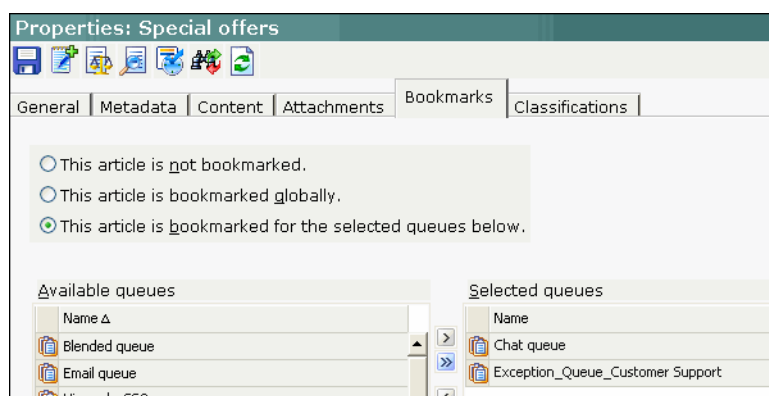 Properties: Special offers
General Metadata Content Attachments Bookmarks Classifications
This article is not bookmarked.
This article is bookmarked globally.
This article is bookmarked for the selected queues below.
Available queues
Name
Blended queue
Email queue
Selected queues
Name
Chat queue
Exception_Queue_Customer Support